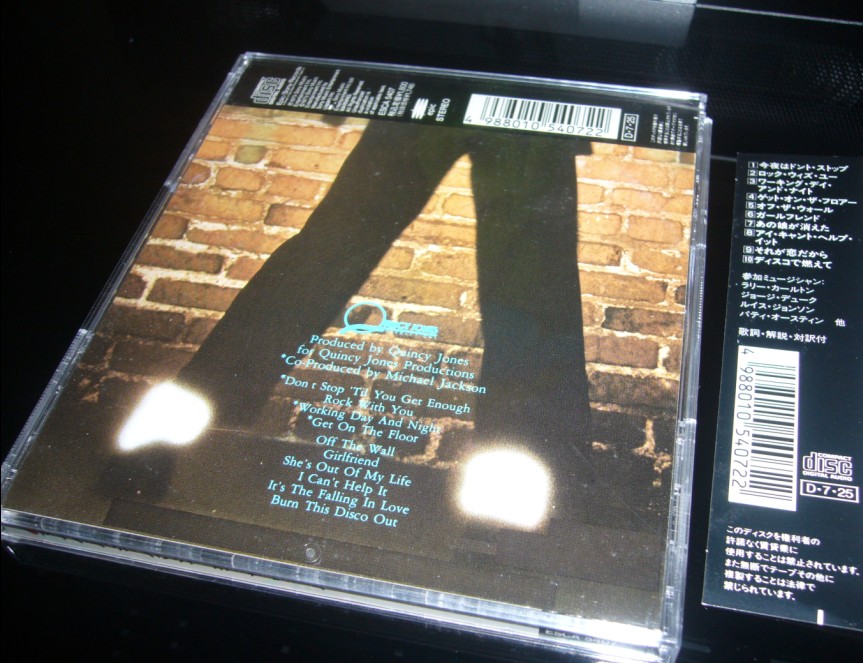 COMPACT
disc
DIGITAL AUDIO
ESCA 5407
epic
STEREO
4 988010 540722
D・7・25
QUINCY JONES
Produced by Quincy Jones
for Quincy Jones Productions
*Co-Produced by Michael Jackson
*Don't Stop 'Til You Get Enough
Rock With You
*Working Day And Night
*Get On The Floor
Off The Wall
Girlfriend
She's Out Of My Life
I Can't Help It
It's The Falling In Love
Burn This Disco Out
1 今夜はドント・ストップ
2 ロック・ウィズ・ユー
3 ワーキング・デイ・
アンド・ナイト
4 ゲット・オン・ザ・フロアー
5 オフ・ザ・ウォール
6 ガールフレンド
7 あの娘が消えた
8 アイ・キャント・ヘルプ・
イット
9 それが恋だから
10 ディスコで燃えて
参加ミュージシャン:
ラリー・カールトン
ジョージ・デューク
ルイス・ジョンソン
パティ・オースティン 他
歌詞・解説・対訳付
4 988010 540722
COMPACT
disc
DIGITAL AUDIO
D・7・25
このディスクを権利者の
許諾なく賃貸業に
使用することは禁止されています。
また無断でテープその他に
複製することは法律で
禁じられています。